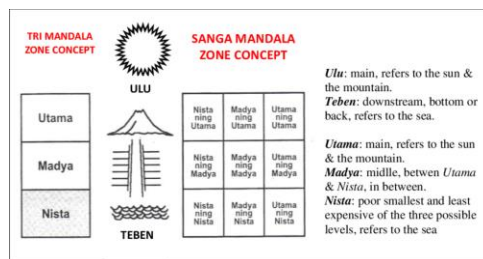 TRI MANDALA
ZONE CONCEPT
ULU
SANGA MANDALA
ZONE CONCEPT
Utama
Madya
Nista
TEBEN
Nista
ning
Utama
Madya
ning
Utama
Utama
ning
Utama
Nista
ning
Madya
Madya
ning
Madya
Utama
ning
Madya
Nista
ning
Nista
Madya
ning
Nista
Utama
ning
Nista
Ulu: main, refers to the sun &
the mountain.
Teben: downstream, bottom or
back, refers to the sea.
Utama: main, refers to the sun
& the mountain.
Madya: midlle, betwen Utama
& Nista, in between.
Nista: poor smallest and least
expensive of the three possible
levels, refers to the sea